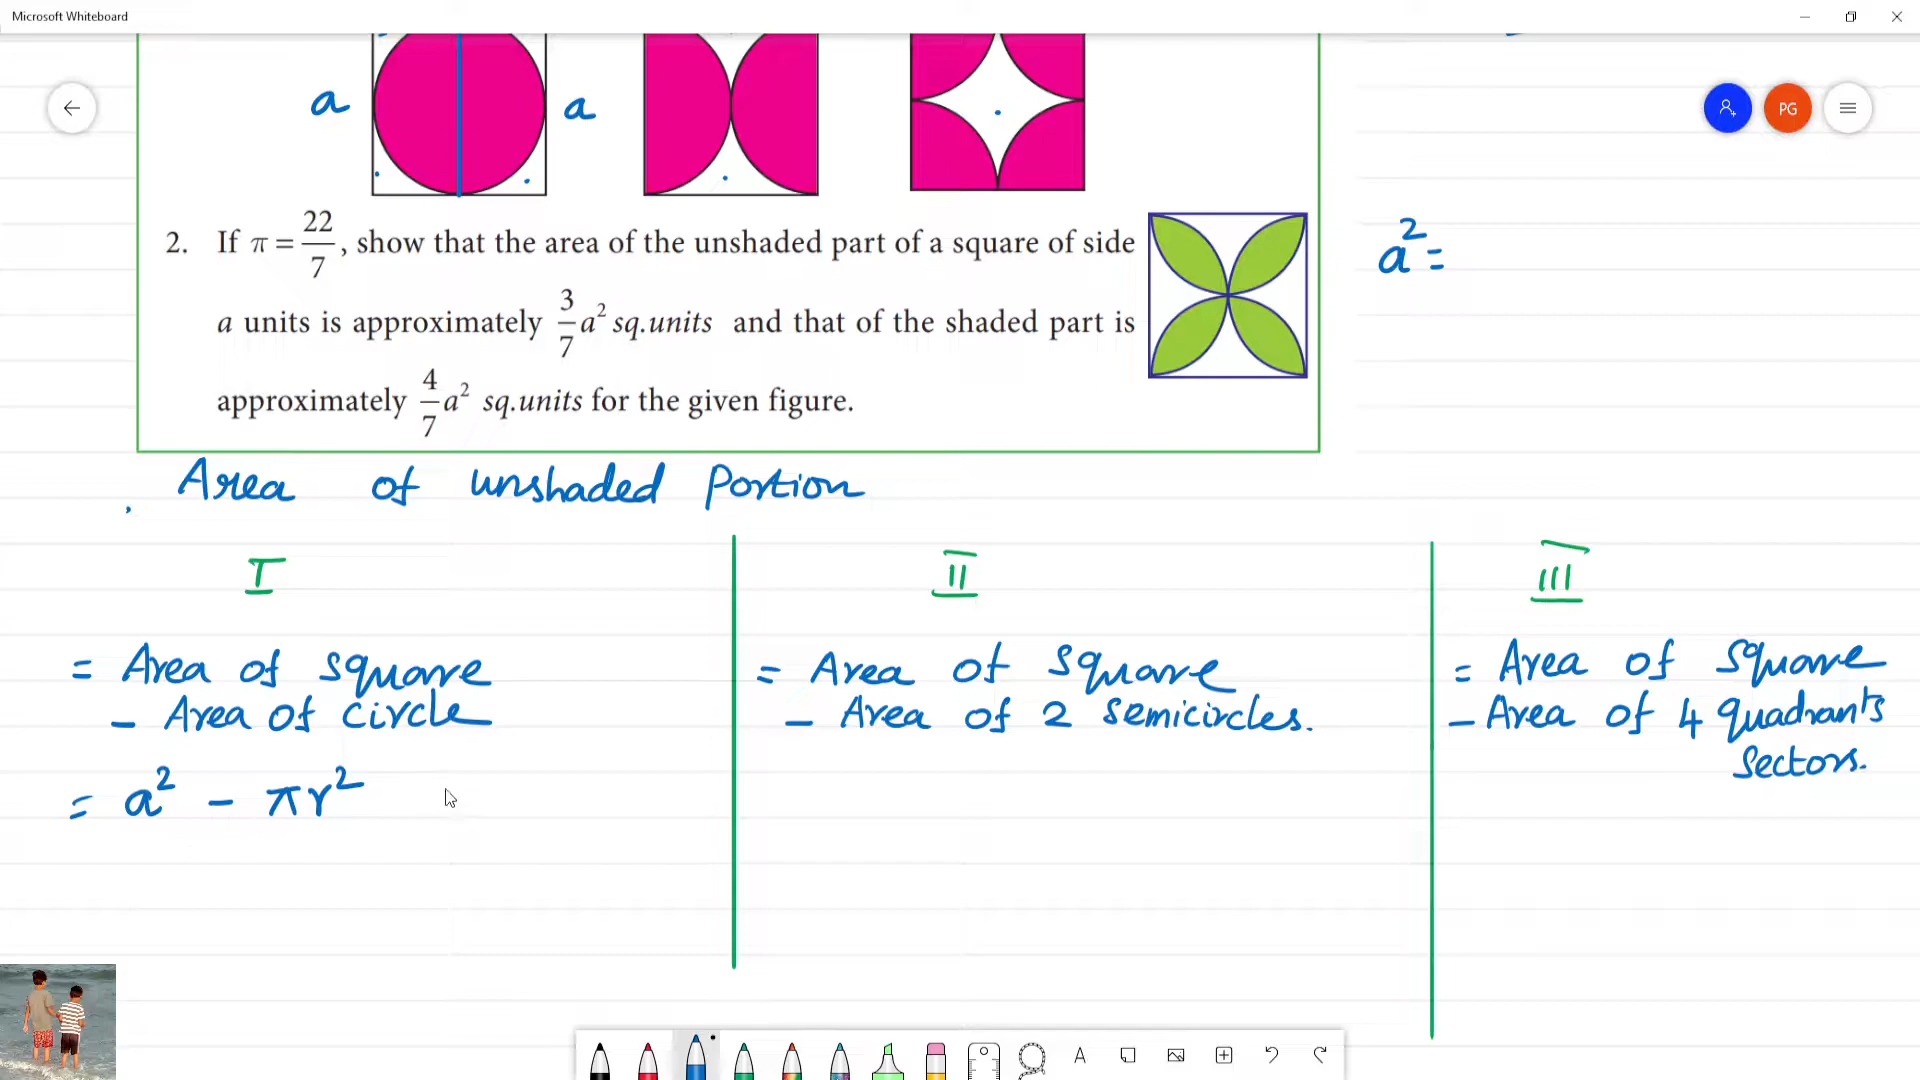 Microsoft Whiteboard
PG
a a
2. If π = 22/7, show that the area of the unshaded part of a square of side
a units is approximately 3/7 a² sq.units and that of the shaded part is
approximately 4/7 a² sq.units for the given figure.
a² =
Area of unshaded Portion
I II III
= Area of square
- Area of circle
= a² - πr²
= Area of square
- Area of 2 semicircles.
= Area of square
- Area of 4 quadrants
sectors.
A